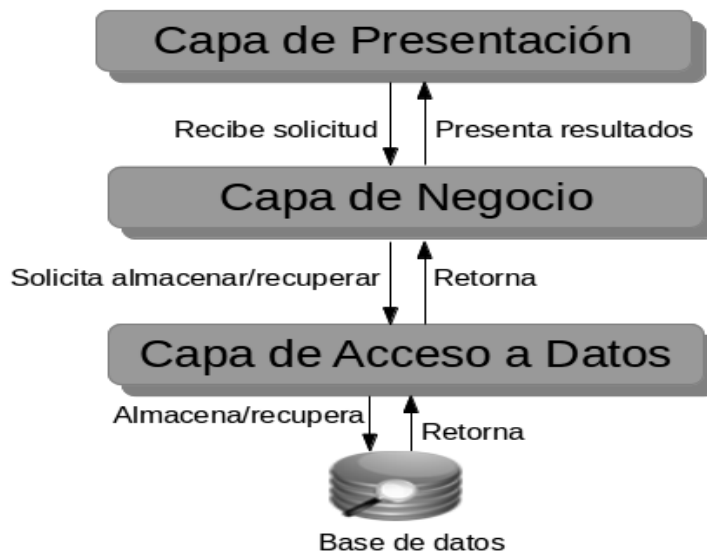 Capa de Presentación
Recibe solicitud
Presenta resultados
Capa de Negocio
Solicita almacenar/recuperar
Retorna
Capa de Acceso a Datos
Almacena/recupera
Retorna
Base de datos